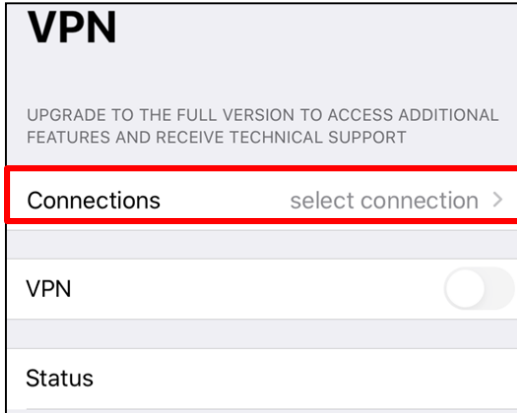 VPN
UPGRADE TO THE FULL VERSION TO ACCESS ADDITIONAL
FEATURES AND RECEIVE TECHNICAL SUPPORT
Connections select connection
VPN
Status